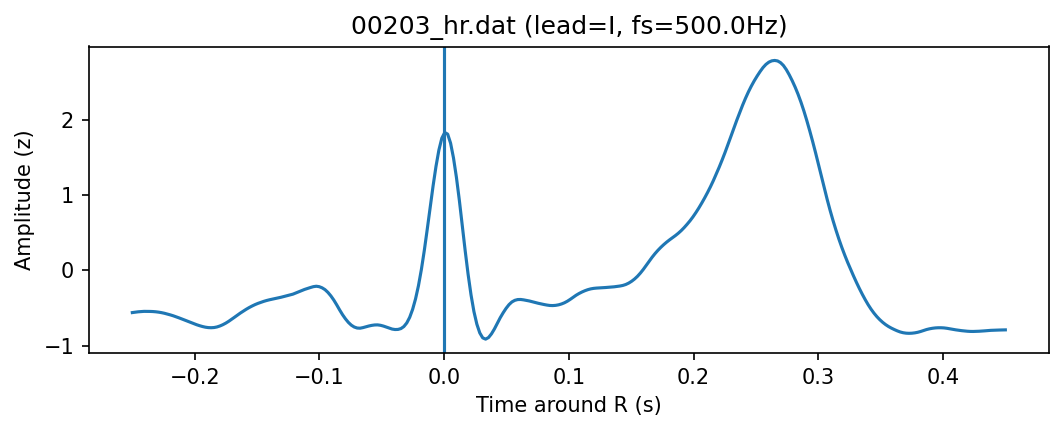 00203_hr.dat (lead=I, fs=500.0Hz)
Amplitude (z)
2
1
0
−1
−0.2 −0.1 0.0 0.1 0.2 0.3 0.4
Time around R (s)